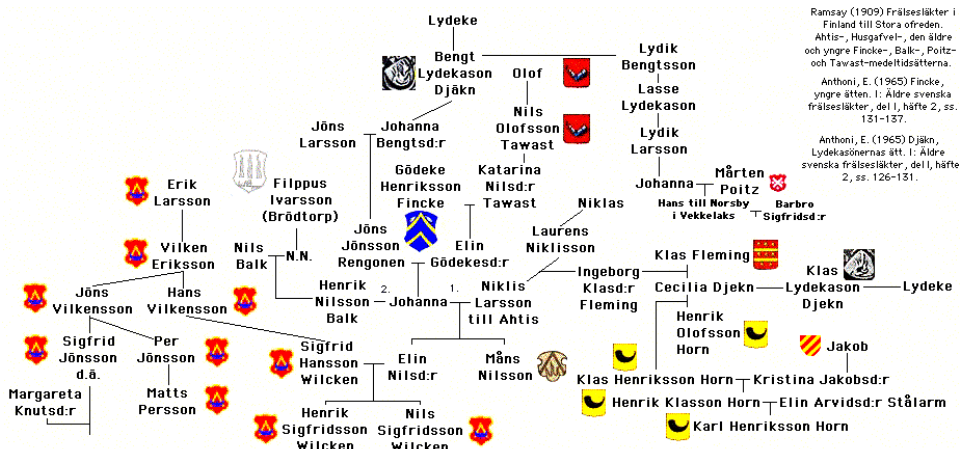 Ramsay (1909) Frälsesläkter i
Finland till Stora ofreden.
Ahtis-, Husgafvel-, den äldre
och yngre Fincke-, Balk-, Poitz-
och Tawast-medeltidsätterna.
Anthoni, E. (1965) Fincke,
yngre ätten. I: Äldre svenska
frälsesläkter, del I, häfte 2, ss.
131-137.
Anthoni, E. (1965) Djäkn,
Lydekasönernas ätt. I: Äldre
svenska frälsesläkter, del I, häfte
2, ss. 126-131.
Lydeke
Bengt
Lydekason
Djäkn
Olof
Lydik
Bengtsson
Nils
Olofsson
Tawast
Lasse
Lydekason
Jöns
Larsson
Johanna
Bengtsd:r
Lydik
Larsson
Gödeke
Henriksson
Fincke
Katarina
Nilsd:r
Tawast
Johanna
Mårten
Poitz
Hans till Norsby
i Vekkelaks
Barbro
Sigfridsd:r
Erik
Larsson
Filppus
Ivarsson
(Brödtorp)
Niklas
Laurens
Niklisson
Vilken
Eriksson
Nils
Balk
N.N.
Jöns
Jönsson
Rengonen
Elin
Gödekesd:r
Klas Fleming
Ingeborg
Klasd:r
Fleming
Cecilia Djekn
Klas
Lydekason
Djekn
Lydeke
Jöns
Vilkensson
Hans
Vilkensson
Henrik
Nilsson
Balk
2.
Johanna
1.
Niklis
Larsson
till Ahtis
Henrik
Olofsson
Horn
Sigfrid
Jönsson
d.ä.
Per
Jönsson
Sigfrid
Hansson
Wilcken
Elin
Nilsd:r
Måns
Nilsson
Jakob
Klas Henriksson Horn
Kristina Jakobsd:r
Margareta
Knutsd:r
Matts
Persson
Henrik Klasson Horn
Elin Arvidsd:r Stålarm
Henrik
Sigfridsson
Wilcken
Nils
Sigfridsson
Wilcken
Karl Henriksson Horn